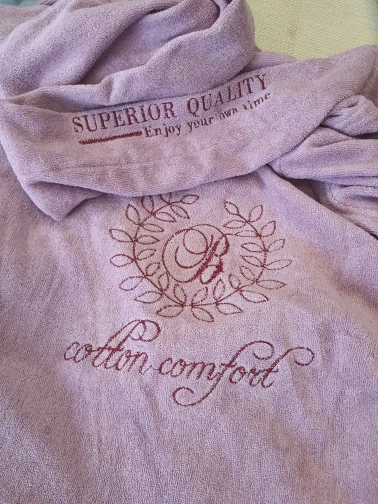 SUPERIOR QUALITY
Enjoy your own time
B
cotton comfort